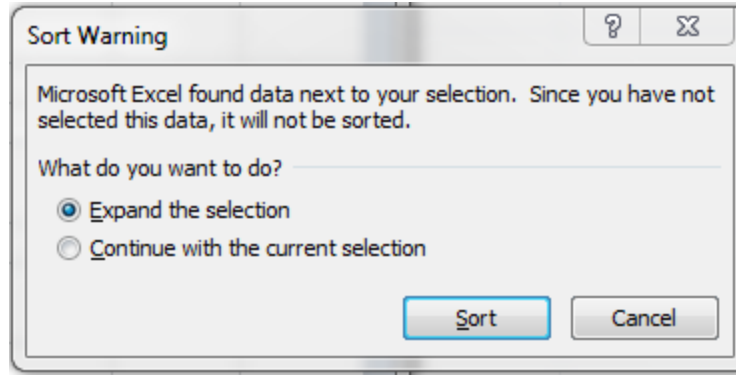 Sort Warning
?
Microsoft Excel found data next to your selection.  Since you have not
selected this data, it will not be sorted.
What do you want to do?
Expand the selection
Continue with the current selection
Sort
Cancel